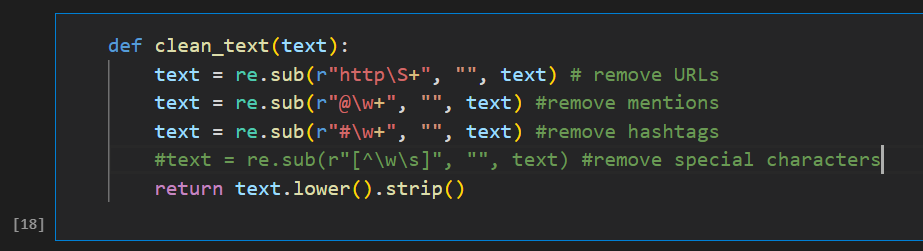 def clean_text(text):
    text = re.sub(r"http\S+", "", text) # remove URLs
    text = re.sub(r"@\w+", "", text) #remove mentions
    text = re.sub(r"#\w+", "", text) #remove hashtags
    #text = re.sub(r"[^\w\s]", "", text) #remove special characters
    return text.lower().strip()
[18]